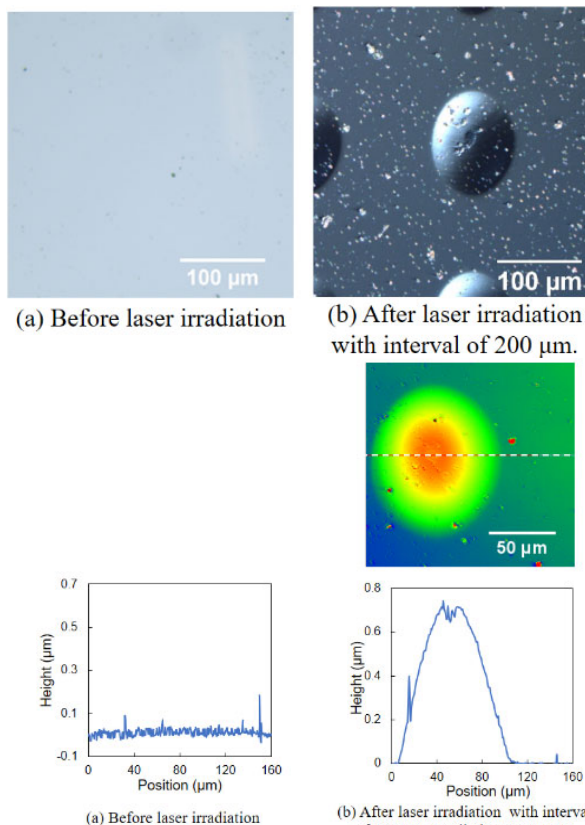 100 μm
100 μm
(a) Before laser irradiation
(b) After laser irradiation
with interval of 200 μm.
50 μm
0.7
0.5
0.3
0.1
-0.1
Height (μm)
0 40 80 120 160
Position (μm)
0.8
0.6
0.4
0.2
0
Height (μm)
0 40 80 120 160
Position (μm)
(a) Before laser irradiation
(b) After laser irradiation with interval